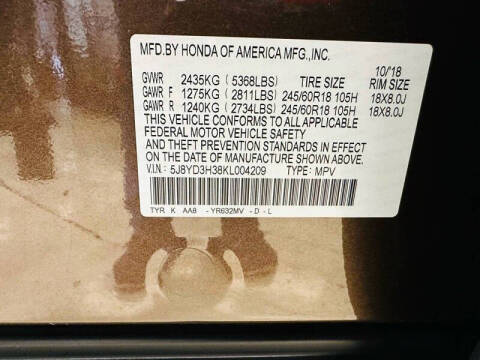 MFD.BY HONDA OF AMERICA MFG.,INC.
10/'18
GVWR 2435KG (5368LBS) TIRE SIZE RIM SIZE
GAWR F 1275KG (2811LBS) 245/60R18 105H 18X8.0J
GAWR R 1240KG (2734LBS) 245/60R18 105H 18X8.0J
THIS VEHICLE CONFORMS TO ALL APPLICABLE
FEDERAL MOTOR VEHICLE SAFETY
AND THEFT PREVENTION STANDARDS IN EFFECT
ON THE DATE OF MANUFACTURE SHOWN ABOVE.
V.I.N.: 5J8YD3H38KL004209 TYPE: MPV
TYR K AA8 -YR632MV -D-L